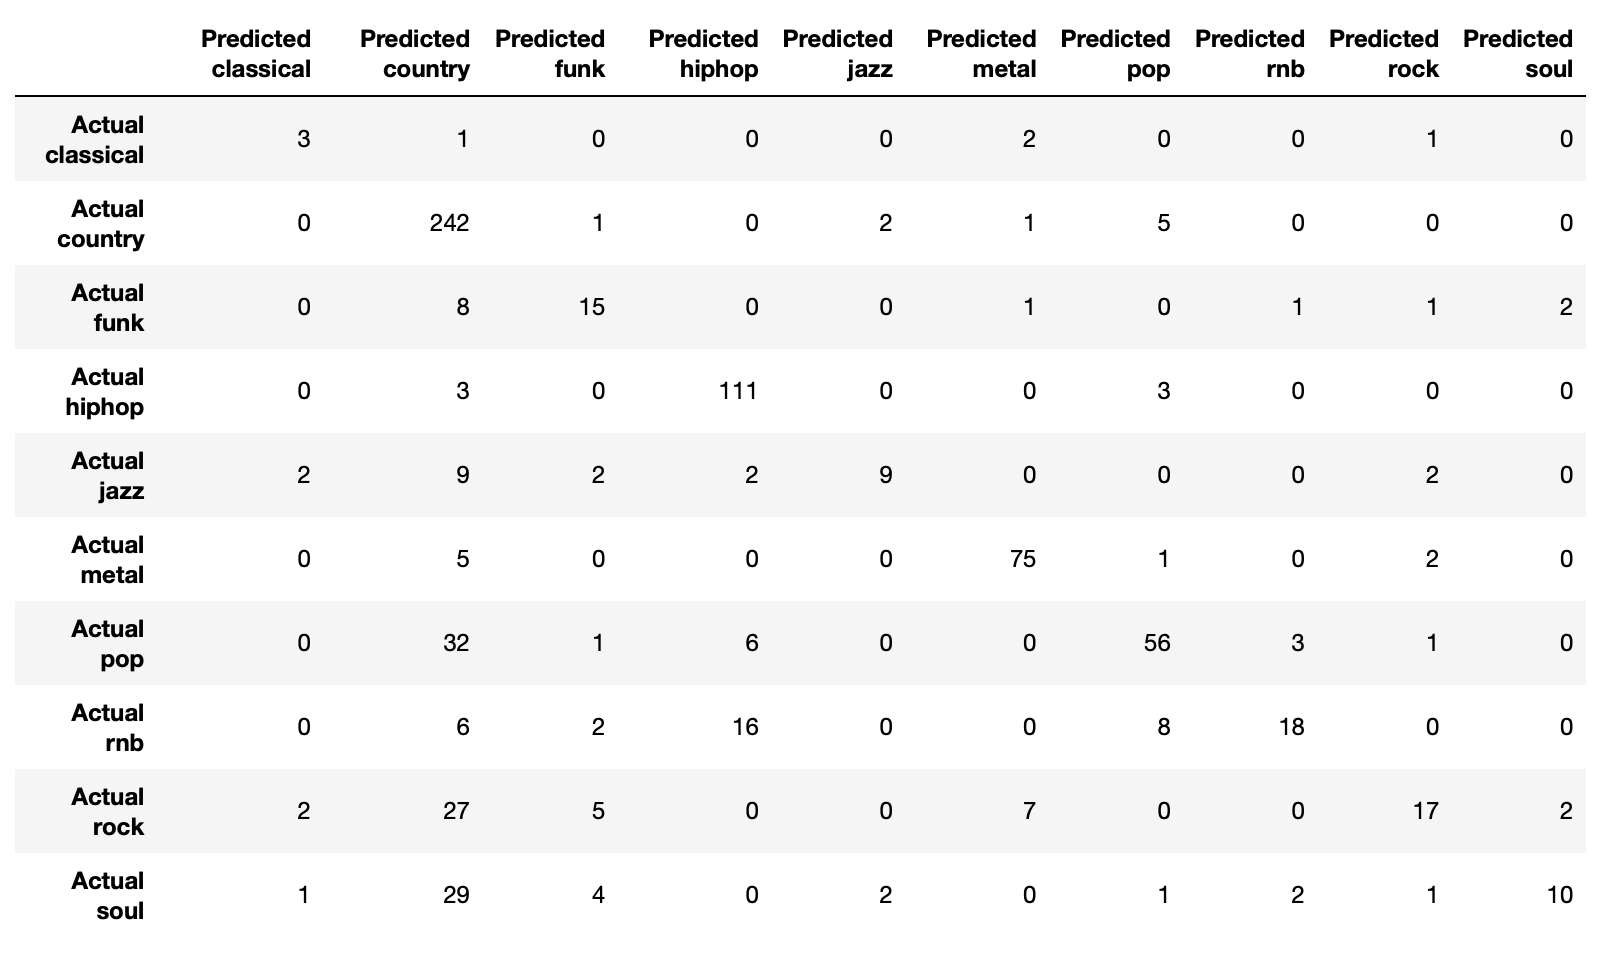 Predicted Predicted Predicted Predicted Predicted Predicted Predicted Predicted Predicted Predicted
classical country funk hiphop jazz metal pop rnb rock soul
Actual
classical 3 1 0 0 0 2 0 0 1 0
Actual
country 0 242 1 0 2 1 5 0 0 0
Actual
funk 0 8 15 0 0 1 0 1 1 2
Actual
hiphop 0 3 0 111 0 0 3 0 0 0
Actual
jazz 2 9 2 2 9 0 0 0 2 0
Actual
metal 0 5 0 0 0 75 1 0 2 0
Actual
pop 0 32 1 6 0 0 56 3 1 0
Actual
rnb 0 6 2 16 0 0 8 18 0 0
Actual
rock 2 27 5 0 0 7 0 0 17 2
Actual
soul 1 29 4 0 2 0 1 2 1 10